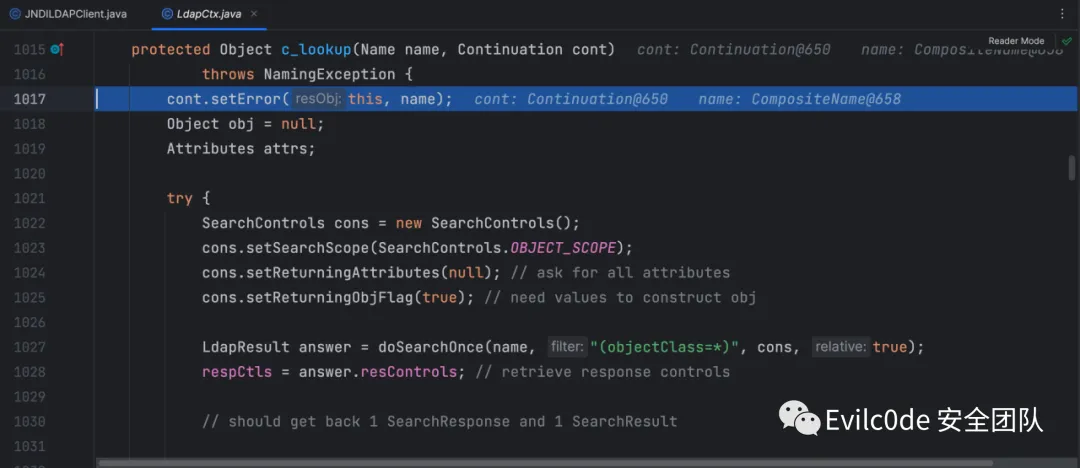 JNDILDAPClient.java LdapCtx.java
Reader Mode
1015 protected Object c_lookup(Name name, Continuation cont) cont: Continuation@650 name: CompositeName@658
1016 throws NamingException {
1017 cont.setError( resObj: this, name); cont: Continuation@650 name: CompositeName@658
1018 Object obj = null;
1019 Attributes attrs;
1020
1021 try {
1022 SearchControls cons = new SearchControls();
1023 cons.setSearchScope(SearchControls.OBJECT_SCOPE);
1024 cons.setReturningAttributes(null); // ask for all attributes
1025 cons.setReturningObjFlag(true); // need values to construct obj
1026
1027 LdapResult answer = doSearchOnce(name, filter: "(objectClass=*)", cons, relative: true);
1028 respCtls = answer.resControls; // retrieve response controls
1029
1030 // should get back 1 SearchResponse and 1 SearchResult
1031
Evilc0de 安全团队